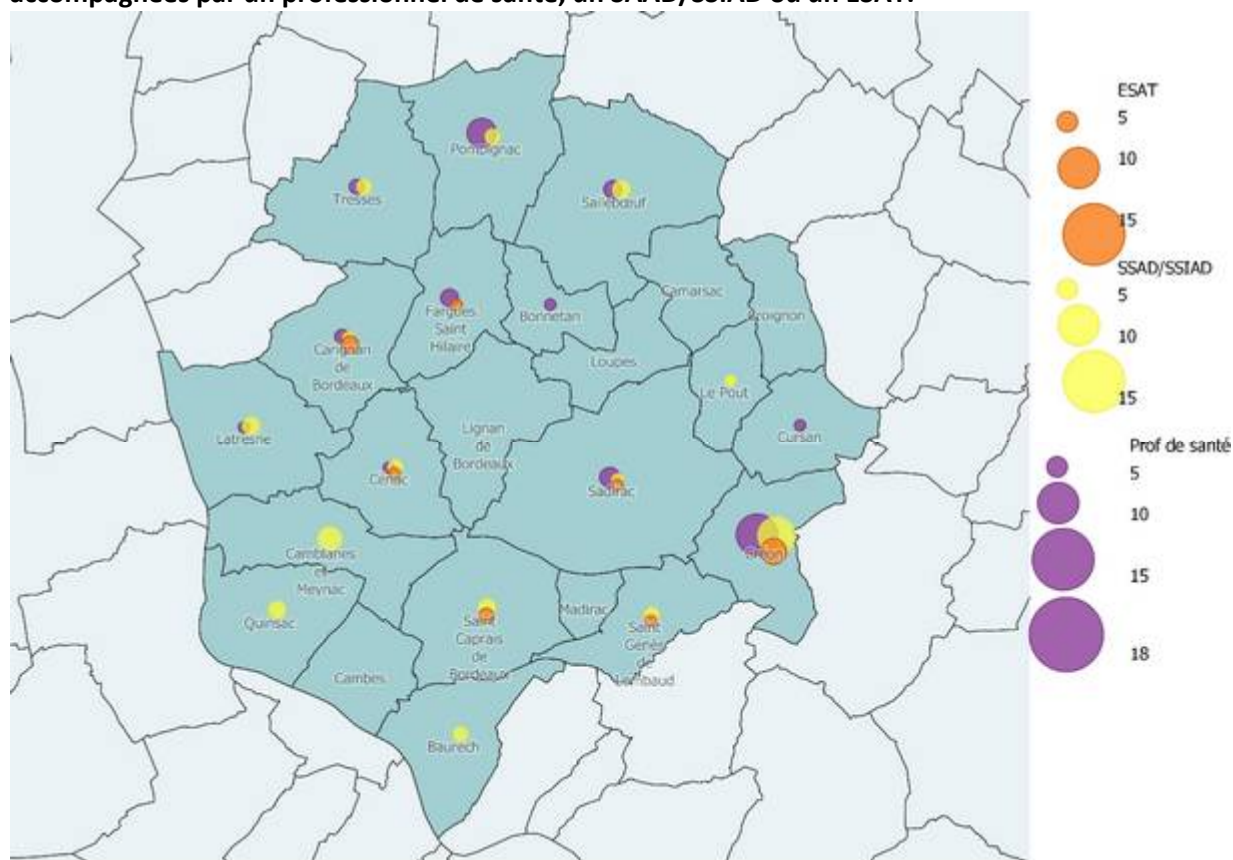 accompagnées par un professionnel de santé, un SAAD/SSIAD ou un ESAT.
Pompignac
Tresses
Salleboeuf
Camarsac
Croignon
Fargues
Saint
Hilaire
Bonnetan
Carignan
de
Bordeaux
Loupes
Le Pout
Latresne
Lignan
de
Bordeaux
Cursan
Cénac
Sadirac
Créon
Camblanes
et
Meynac
Quinsac
Saint
Caprais
de
Bordeaux
Madirac
Saint
Genès
de
Lombaud
Cambes
Baurech
ESAT
5
10
15
SSAD/SSIAD
5
10
15
Prof de santé
5
10
15
18